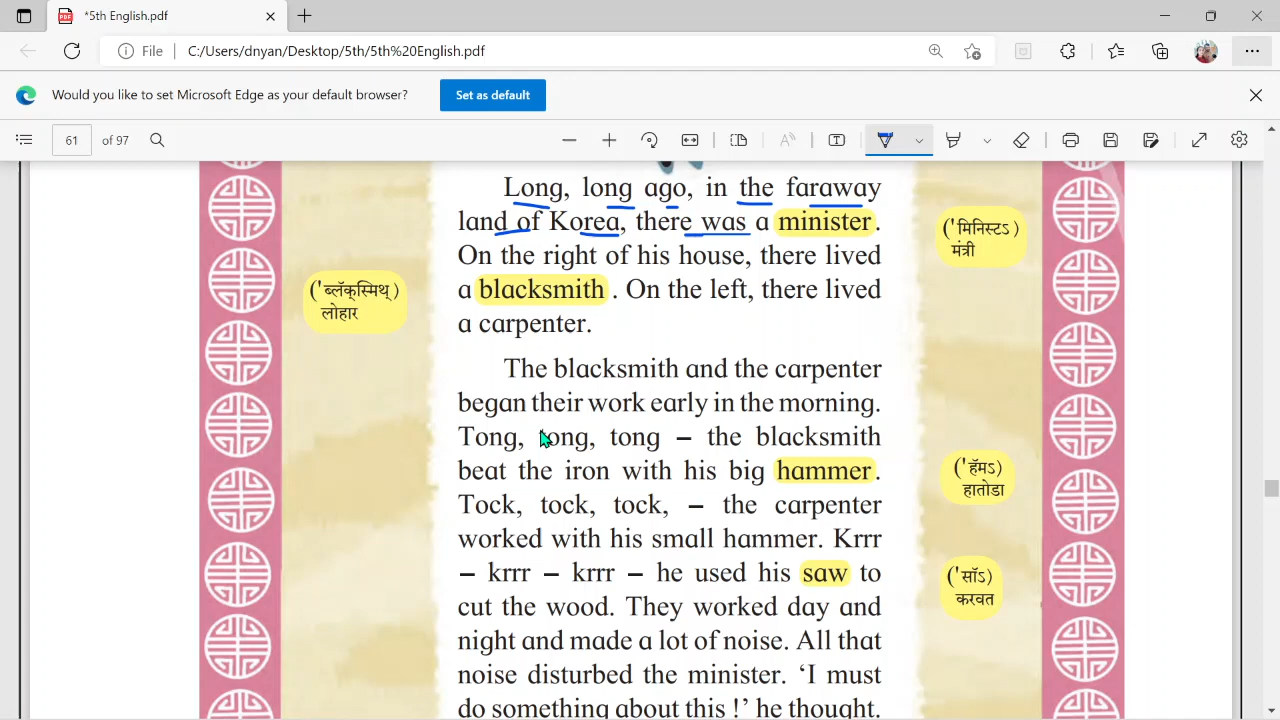 *5th English.pdf
File C:/Users/dnyan/Desktop/5th/5th%20English.pdf
Would you like to set Microsoft Edge as your default browser? Set as default
61 of 97
Long, long ago, in the faraway
land of Korea, there was a minister.
('मिनिस्टऽ)
मंत्री
On the right of his house, there lived
a blacksmith . On the left, there lived
('ब्लॅक्स्मिथ्)
लोहार
a carpenter.
The blacksmith and the carpenter
began their work early in the morning.
Tong, tong, tong – the blacksmith
beat the iron with his big hammer.
('हॅमऽ)
हातोडा
Tock, tock, tock, – the carpenter
worked with his small hammer. Krrr
– krrr – krrr – he used his saw to
('सॉऽ)
करवत
cut the wood. They worked day and
night and made a lot of noise. All that
noise disturbed the minister. ‘I must
do something about this !’ he thought.